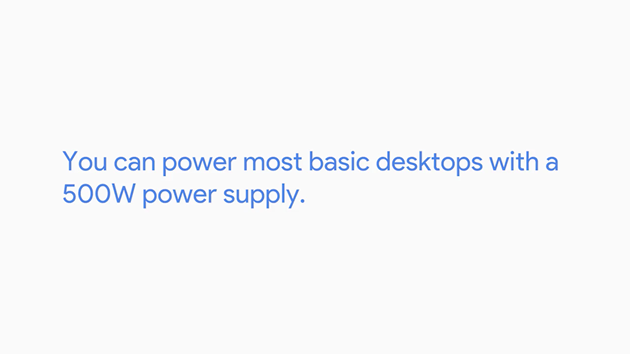 You can power most basic desktops with a
500W power supply.